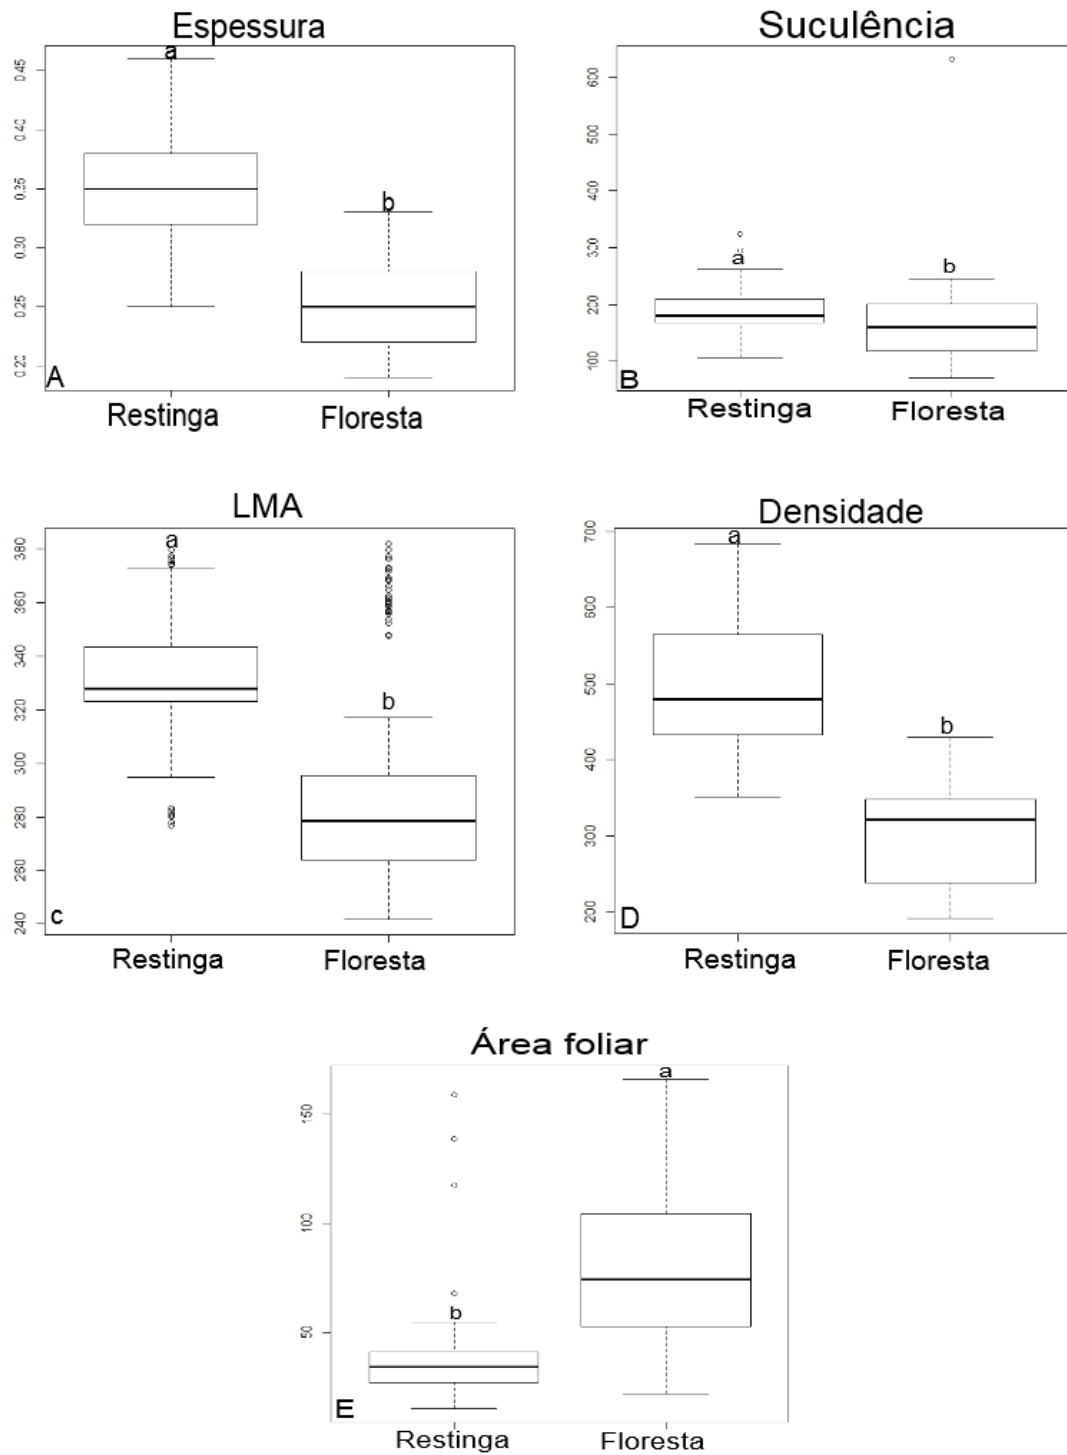 Espessura
a
b
0.45
0.40
0.35
0.30
0.25
0.20
A
Restinga
Floresta
Suculência
a
b
600
500
400
300
200
100
B
Restinga
Floresta
LMA
a
b
380
360
340
320
300
280
260
240
c
Restinga
Floresta
Densidade
a
b
700
600
500
400
300
200
D
Restinga
Floresta
Área foliar
a
b
150
100
50
E
Restinga
Floresta